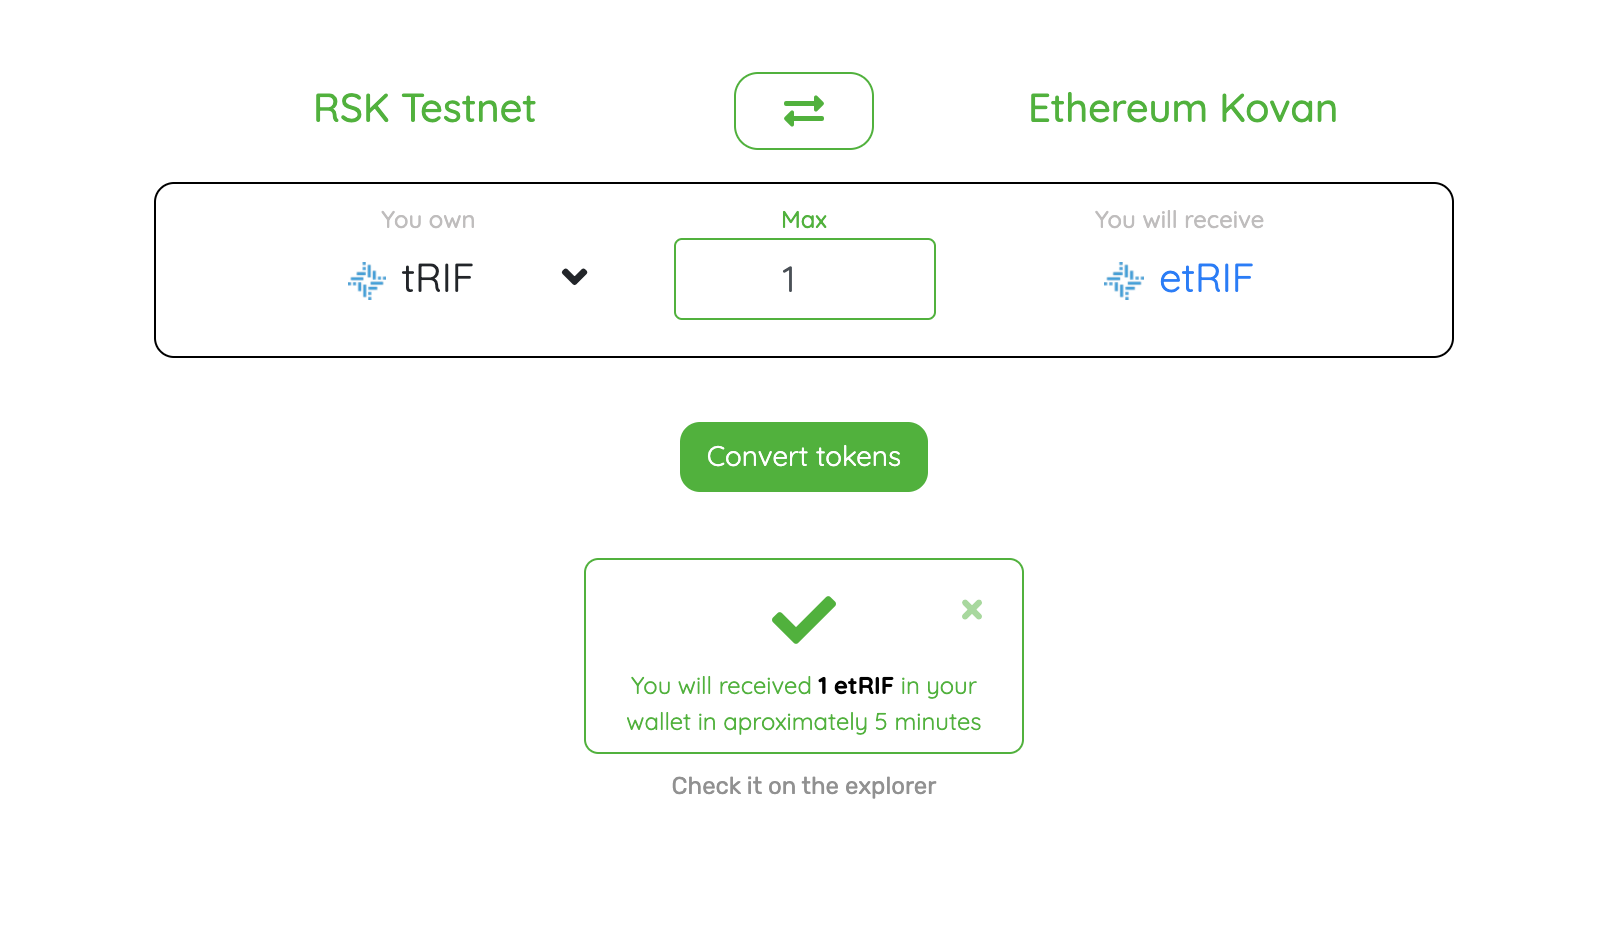 RSK Testnet
Ethereum Kovan
You own
Max
You will receive
tRIF
1
etRIF
Convert tokens
You will received 1 etRIF in your
wallet in aproximately 5 minutes
Check it on the explorer